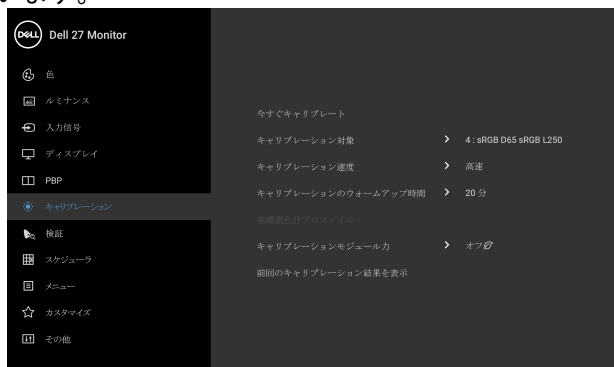 います。
DELL
Dell 27 Monitor
色
ルミナンス
入力信号
ディスプレイ
PBP
キャリブレーション
検証
スケジューラ
メニュー
カスタマイズ
その他
今すぐキャリブレート
キャリブレーション対象 > 4 : sRGB D65 sRGB L250
キャリブレーション速度 > 高速
キャリブレーションのウォームアップ時間 > 20 分
基礎測色計プロファイル
キャリブレーションモジュール力 > オフ
前回のキャリブレーション結果を表示